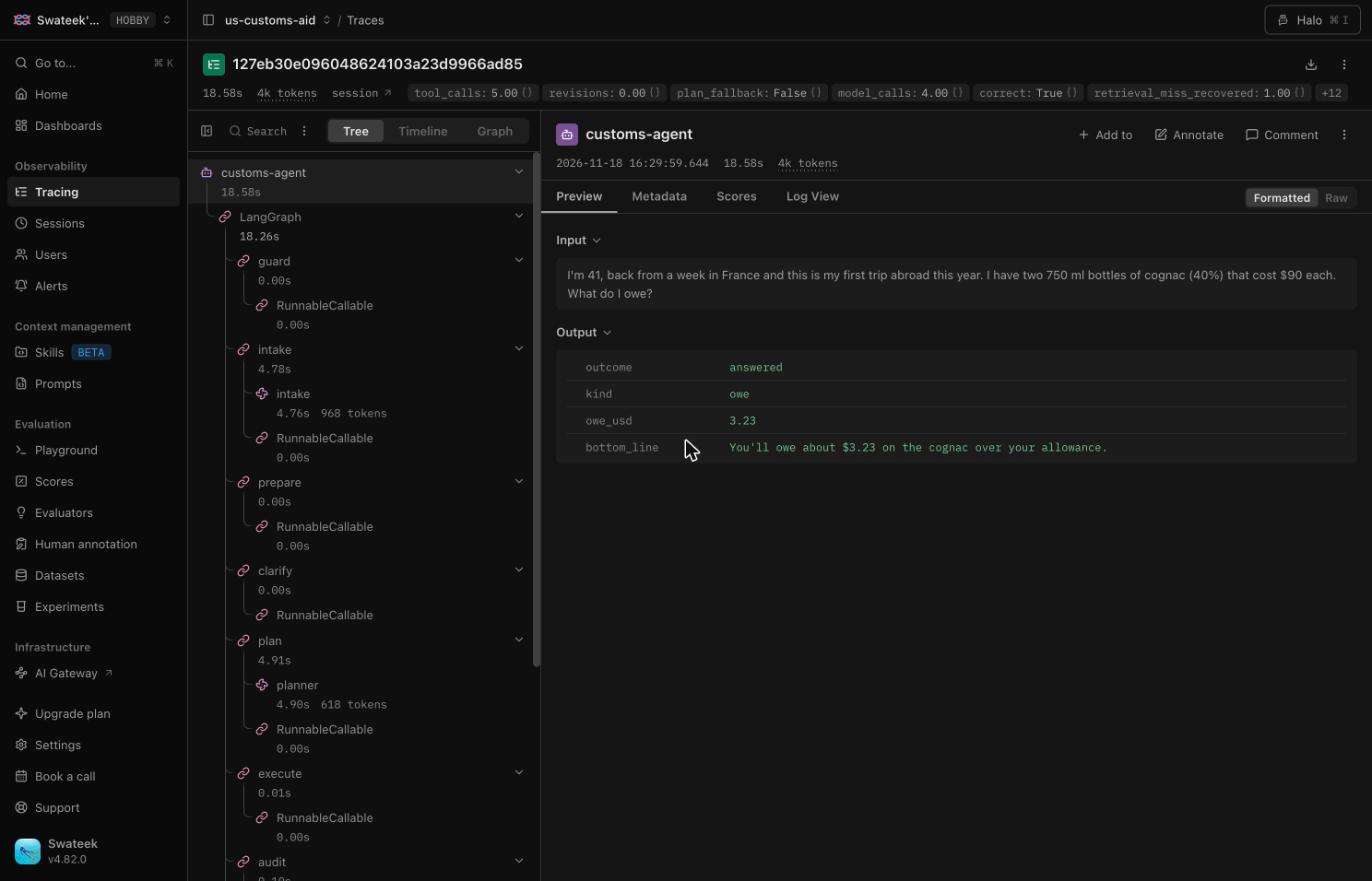 Swateek'... HOBBY
us-customs-aid / Traces
Halo ⌘ I
Go to... ⌘ K
Home
Dashboards
Observability
Tracing
Sessions
Users
Alerts
Context management
Skills BETA
Prompts
Evaluation
Playground
Scores
Evaluators
Human annotation
Datasets
Experiments
Infrastructure
AI Gateway ↗
Upgrade plan
Settings
Book a call
Support
Swateek
v4.82.0
127eb30e096048624103a23d9966ad85
18.58s 4k tokens session ↗ tool_calls: 5.00 revisions: 0.00 plan_fallback: False model_calls: 4.00 correct: True retrieval_miss_recovered: 1.00 +12
Search Tree Timeline Graph
customs-agent
18.58s
LangGraph
18.26s
guard
0.00s
RunnableCallable
0.00s
intake
4.78s
intake
4.76s 968 tokens
RunnableCallable
0.00s
prepare
0.00s
RunnableCallable
0.00s
clarify
0.00s
RunnableCallable
plan
4.91s
planner
4.90s 618 tokens
RunnableCallable
0.00s
execute
0.01s
RunnableCallable
0.00s
audit
customs-agent
Add to Annotate Comment
2026-11-18 16:29:59.644 18.58s 4k tokens
Preview Metadata Scores Log View
Formatted Raw
Input
I'm 41, back from a week in France and this is my first trip abroad this year. I have two 750 ml bottles of cognac (40%) that cost $90 each.
What do I owe?
Output
outcome answered
kind owe
owe_usd 3.23
bottom_line You'll owe about $3.23 on the cognac over your allowance.